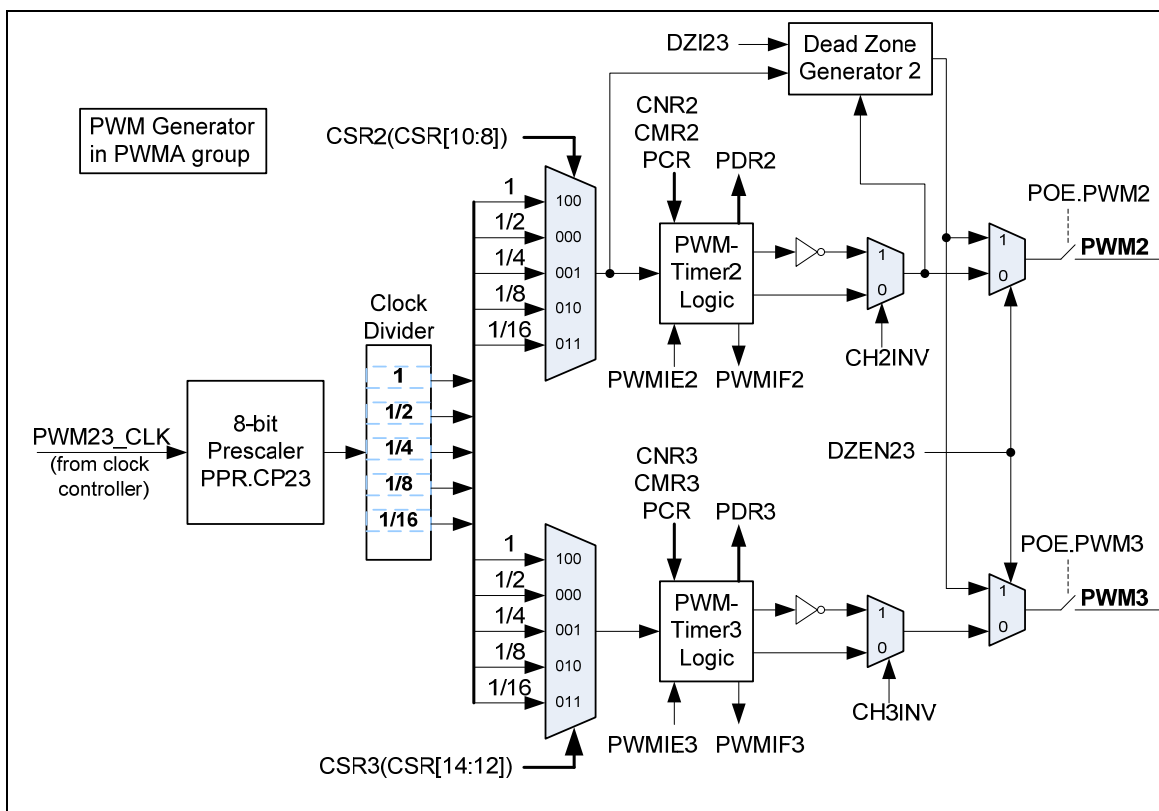 PWM Generator
in PWMA group
DZI23
Dead Zone
Generator 2
CSR2(CSR[10:8])
CNR2
CMR2
PCR
PDR2
POE.PWM2
1
1/2
1/4
1/8
1/16
100
000
001
010
011
PWM-
Timer2
Logic
1
0
1
0
PWM2
CH2INV
PWMIE2
PWMIF2
Clock
Divider
1
1/2
1/4
1/8
1/16
PWM23_CLK
(from clock
controller)
8-bit
Prescaler
PPR.CP23
DZEN23
CNR3
CMR3
PCR
PDR3
POE.PWM3
1
1/2
1/4
1/8
1/16
100
000
001
010
011
PWM-
Timer3
Logic
1
0
1
0
PWM3
CH3INV
PWMIE3
PWMIF3
CSR3(CSR[14:12])